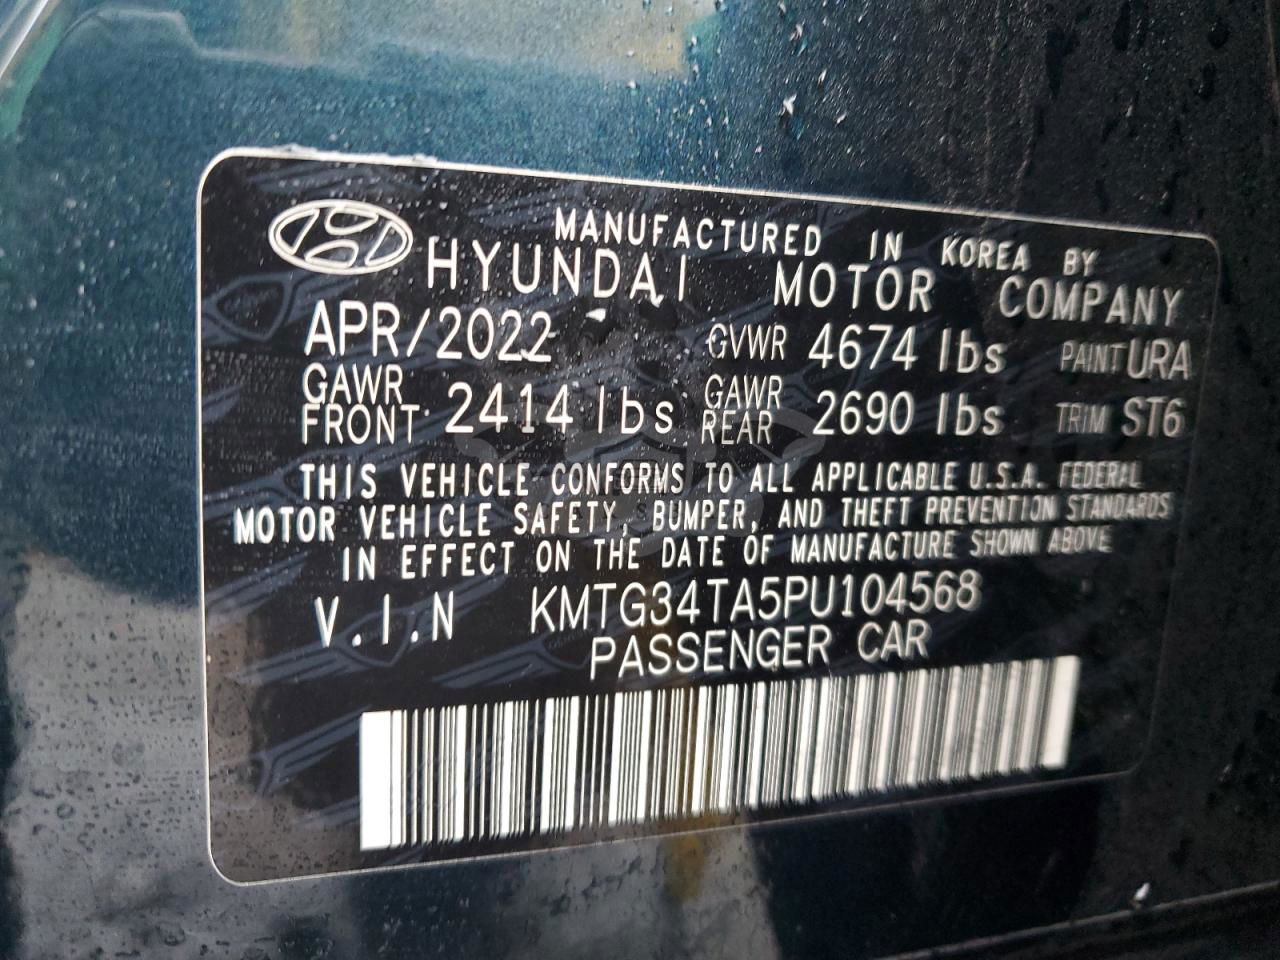 MANUFACTURED IN KOREA BY
HYUNDAI MOTOR COMPANY
APR/2022 GVWR 4674 lbs PAINT URA
GAWR FRONT: 2414 lbs GAWR REAR 2690 lbs TRIM ST6
THIS VEHICLE CONFORMS TO ALL APPLICABLE U.S.A. FEDERAL
MOTOR VEHICLE SAFETY, BUMPER, AND THEFT PREVENTION STANDARDS
IN EFFECT ON THE DATE OF MANUFACTURE SHOWN ABOVE
V.I.N KMTG34TA5PU104568
PASSENGER CAR